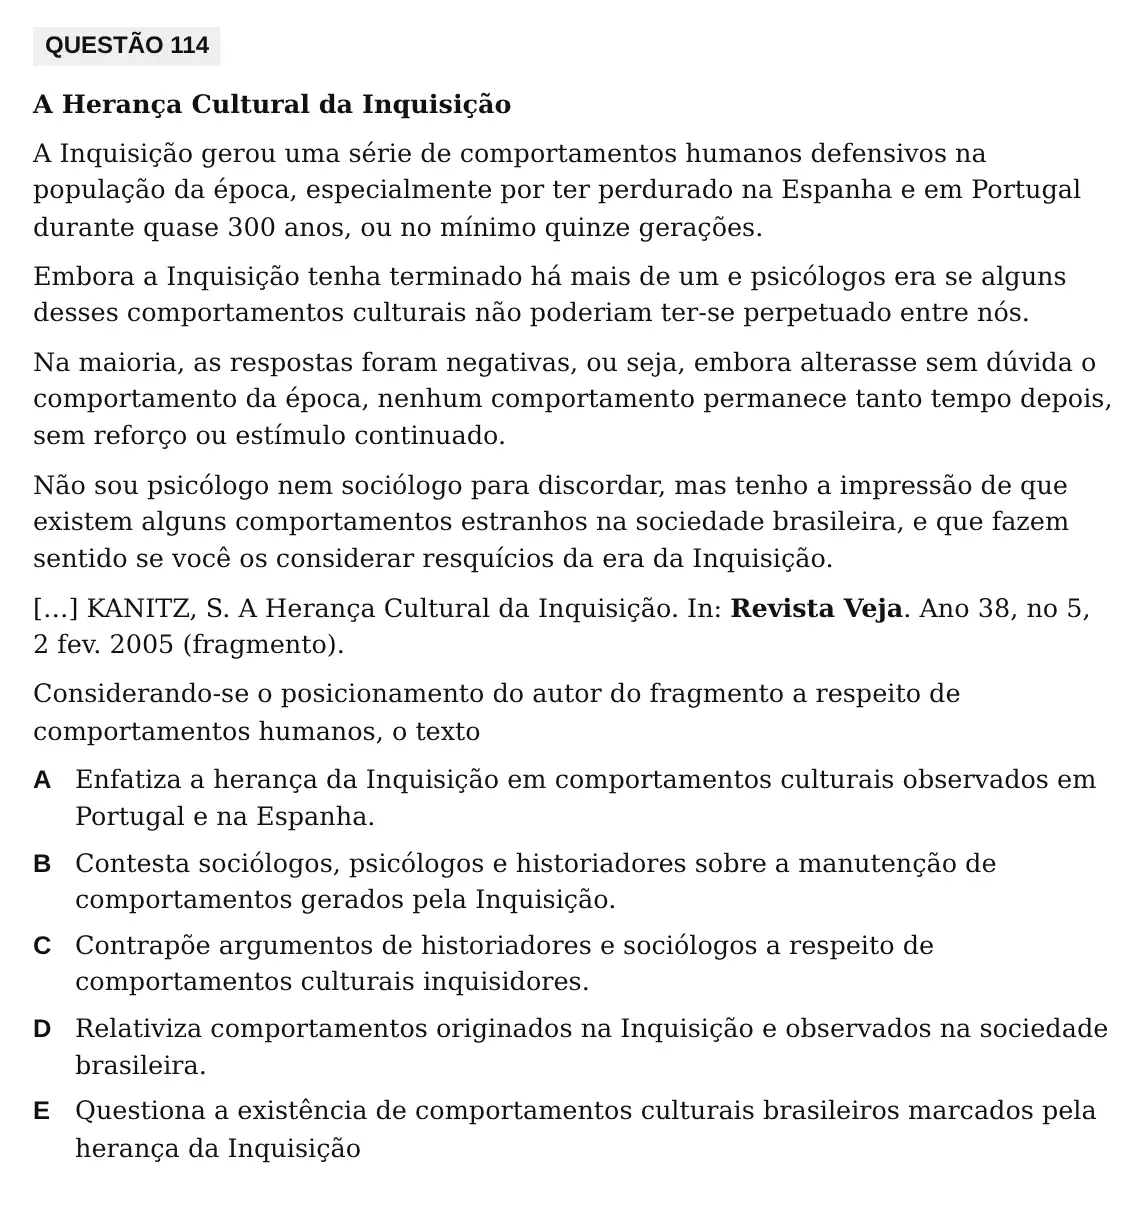 QUESTÃO 114
A Herança Cultural da Inquisição
A Inquisição gerou uma série de comportamentos humanos defensivos na
população da época, especialmente por ter perdurado na Espanha e em Portugal
durante quase 300 anos, ou no mínimo quinze gerações.
Embora a Inquisição tenha terminado há mais de um e psicólogos era se alguns
desses comportamentos culturais não poderiam ter-se perpetuado entre nós.
Na maioria, as respostas foram negativas, ou seja, embora alterasse sem dúvida o
comportamento da época, nenhum comportamento permanece tanto tempo depois,
sem reforço ou estímulo continuado.
Não sou psicólogo nem sociólogo para discordar, mas tenho a impressão de que
existem alguns comportamentos estranhos na sociedade brasileira, e que fazem
sentido se você os considerar resquícios da era da Inquisição.
[...] KANITZ, S. A Herança Cultural da Inquisição. In: Revista Veja. Ano 38, no 5,
2 fev. 2005 (fragmento).
Considerando-se o posicionamento do autor do fragmento a respeito de
comportamentos humanos, o texto
A Enfatiza a herança da Inquisição em comportamentos culturais observados em
Portugal e na Espanha.
B Contesta sociólogos, psicólogos e historiadores sobre a manutenção de
comportamentos gerados pela Inquisição.
C Contrapõe argumentos de historiadores e sociólogos a respeito de
comportamentos culturais inquisidores.
D Relativiza comportamentos originados na Inquisição e observados na sociedade
brasileira.
E Questiona a existência de comportamentos culturais brasileiros marcados pela
herança da Inquisição